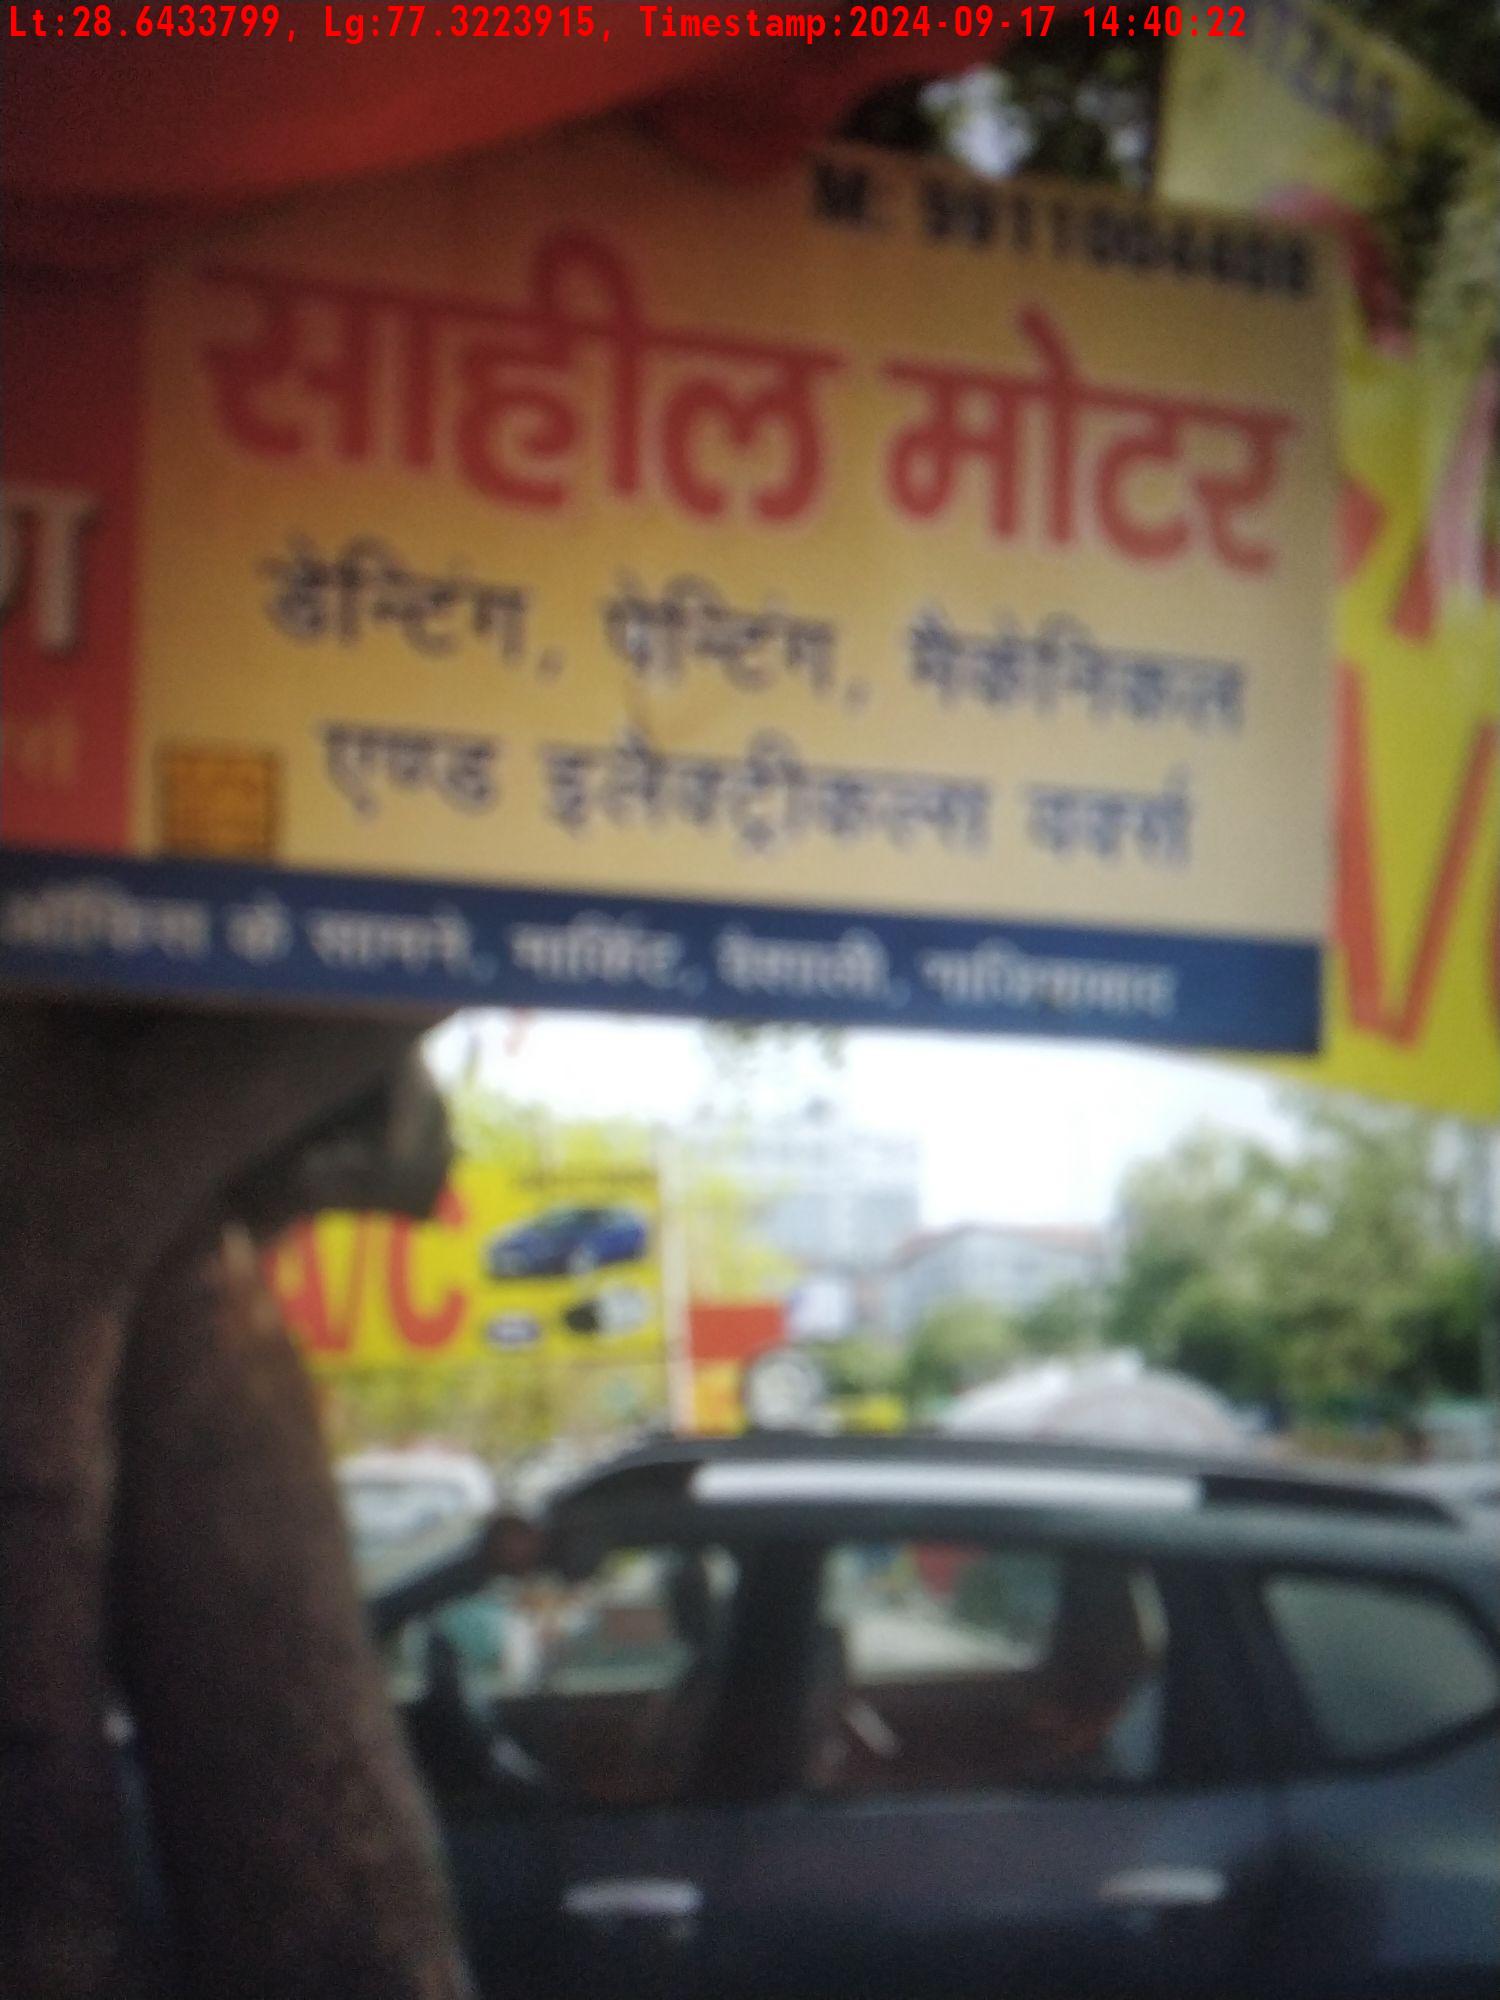 Lt:28.6433799, Lg:77.3223915, Timestamp:2024-09-17 14:40:22
M:
साहील मोटर
डेन्टिंग, पेन्टिंग, मैकेनिकल
एण्ड इलैक्ट्रीकल्स वर्क्स
ऑफिस के सामने, मार्किट, वैशाली, गाजियाबाद
A/C